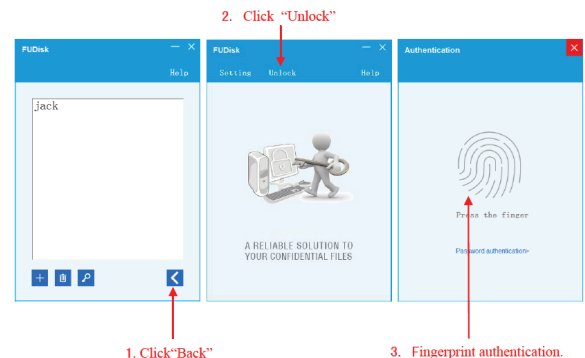 2. Click “Unlock”
FUDisk
Help
jack
1. Click“Back”
FUDisk
Setting Unlock Help
A RELIABLE SOLUTION TO
YOUR CONFIDENTIAL FILES
Authentication
Press the finger
Password authentication>
3. Fingerprint authentication.